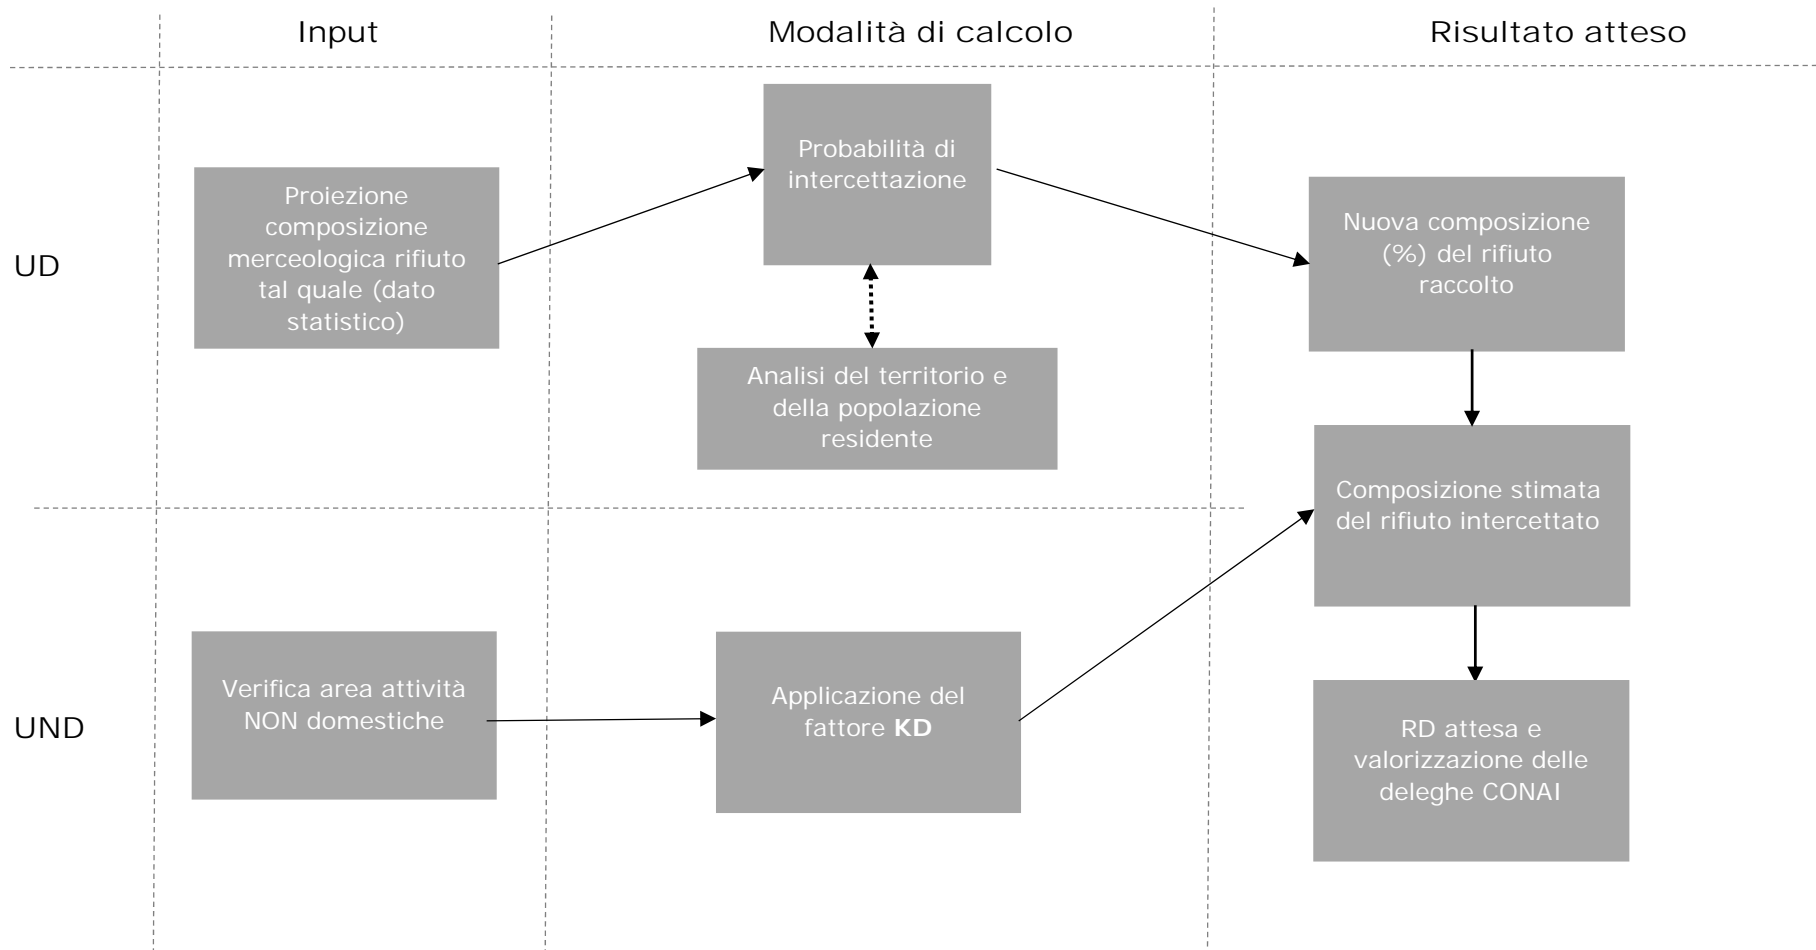 Input
Modalità di calcolo
Risultato atteso
UD
Proiezione
composizione
merceologica rifiuto
tal quale (dato
statistico)
Probabilità di
intercettazione
Analisi del territorio e
della popolazione
residente
Nuova composizione
(%) del rifiuto
raccolto
Composizione stimata
del rifiuto intercettato
UND
Verifica area attività
NON domestiche
Applicazione del
fattore KD
RD attesa e
valorizzazione delle
deleghe CONAI